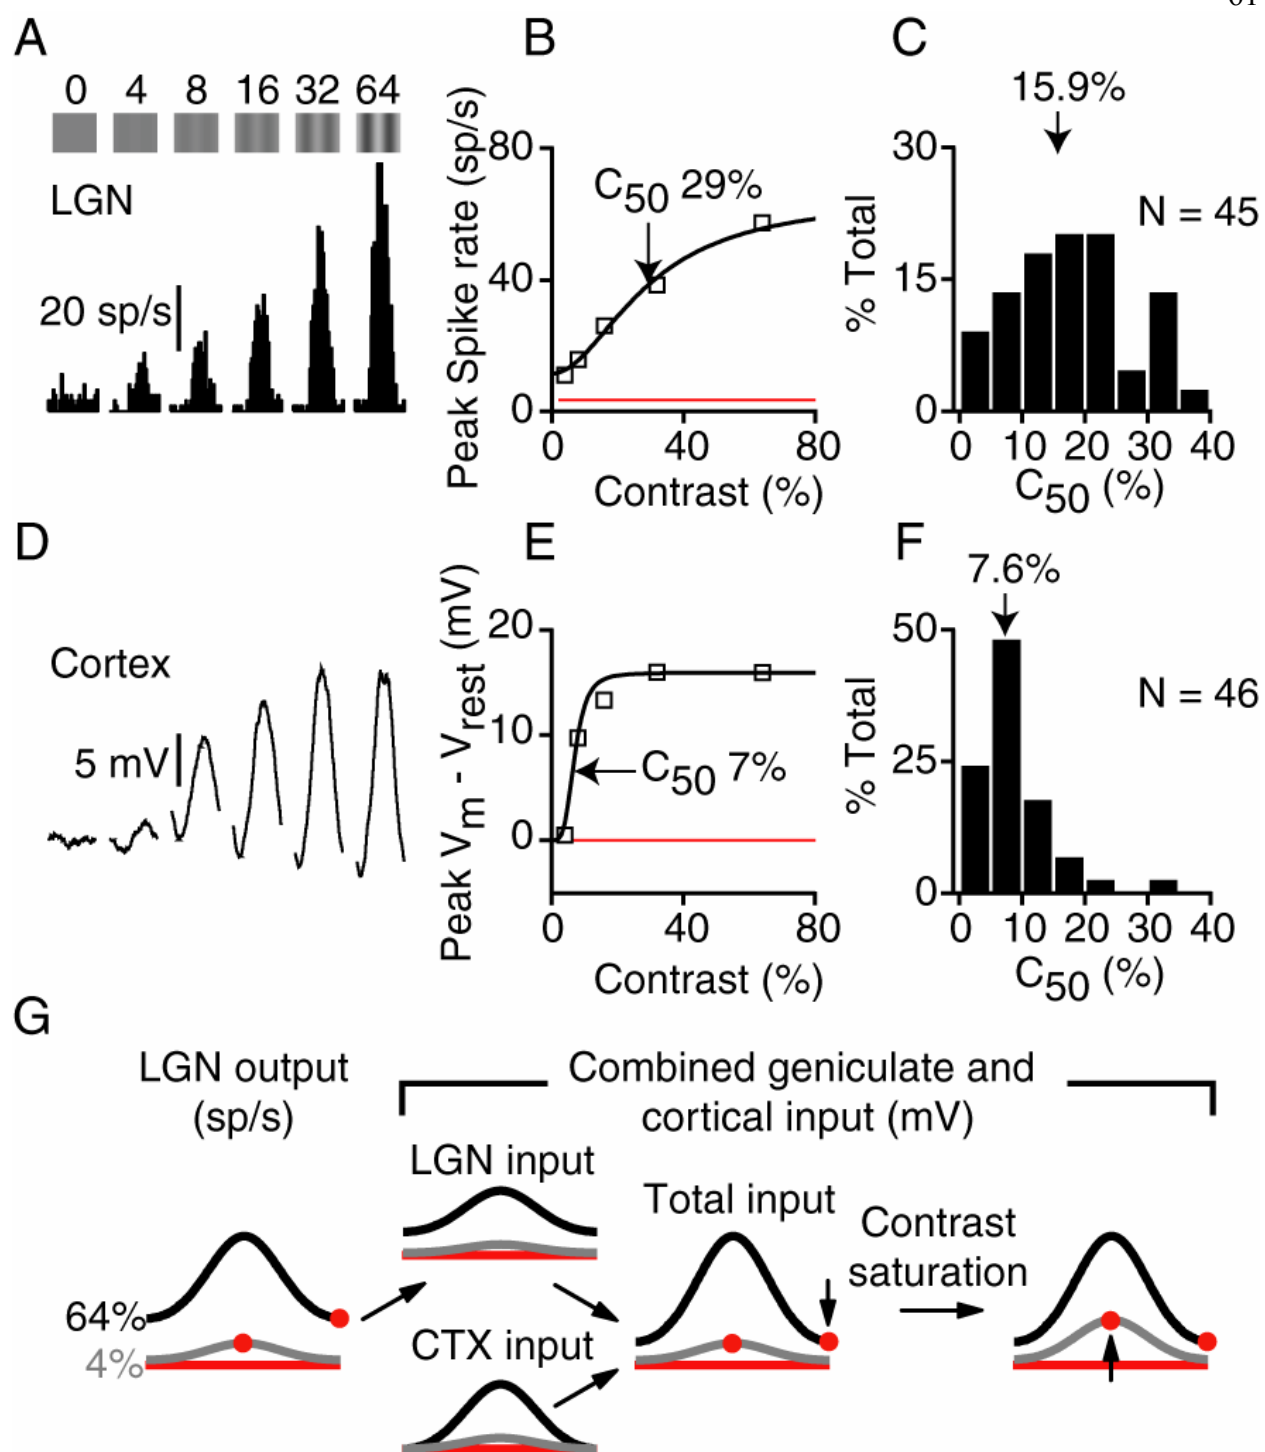 A
B
C
0 4 8 16 32 64
LGN
20 sp/s
Peak Spike rate (sp/s)
80
40
0
C50 29%
0 40 80
Contrast (%)
15.9%
N = 45
% Total
30
15
0
0 10 20 30 40
C50 (%)
D
E
F
Cortex
5 mV
Peak Vm - Vrest (mV)
20
10
0
C50 7%
0 40 80
Contrast (%)
7.6%
N = 46
% Total
50
25
0
0 10 20 30 40
C50 (%)
G
LGN output
(sp/s)
Combined geniculate and
cortical input (mV)
LGN input
Total input
Contrast
saturation
64%
4%
CTX input